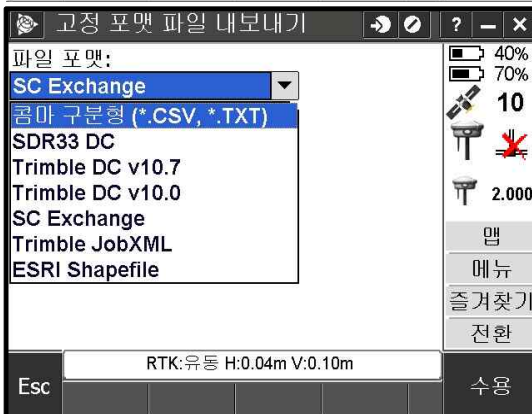 고정 포맷 파일 내보내기
? – ×
파일 포맷:
SC Exchange
콤마 구분형 (*.CSV, *.TXT)
SDR33 DC
Trimble DC v10.7
Trimble DC v10.0
SC Exchange
Trimble JobXML
ESRI Shapefile
40%
70%
10
2.000
맵
메뉴
즐겨찾기
전환
RTK:유동 H:0.04m V:0.10m
Esc
수용